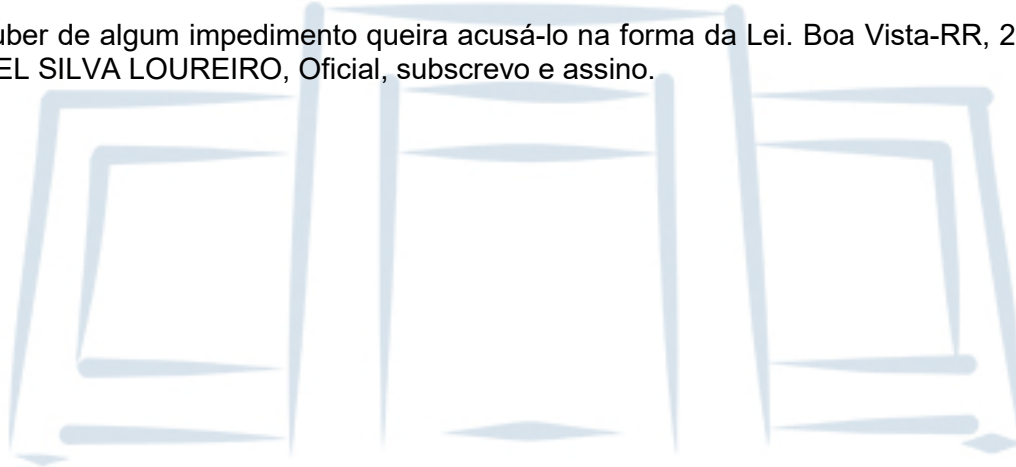 uber de algum impedimento queira acusá-lo na forma da Lei. Boa Vista-RR, 2
EL SILVA LOUREIRO, Oficial, subscrevo e assino.